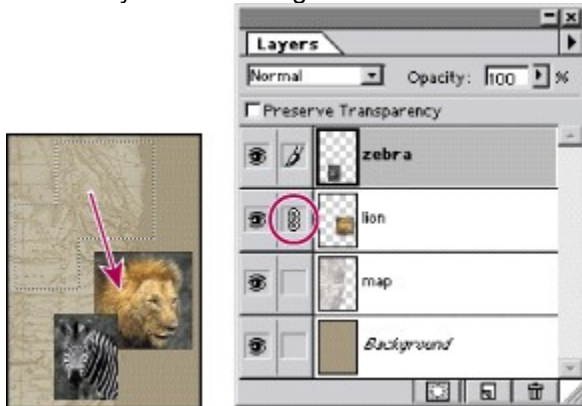 Layers
Normal Opacity: 100 %
Preserve Transparency
zebra
lion
map
Background